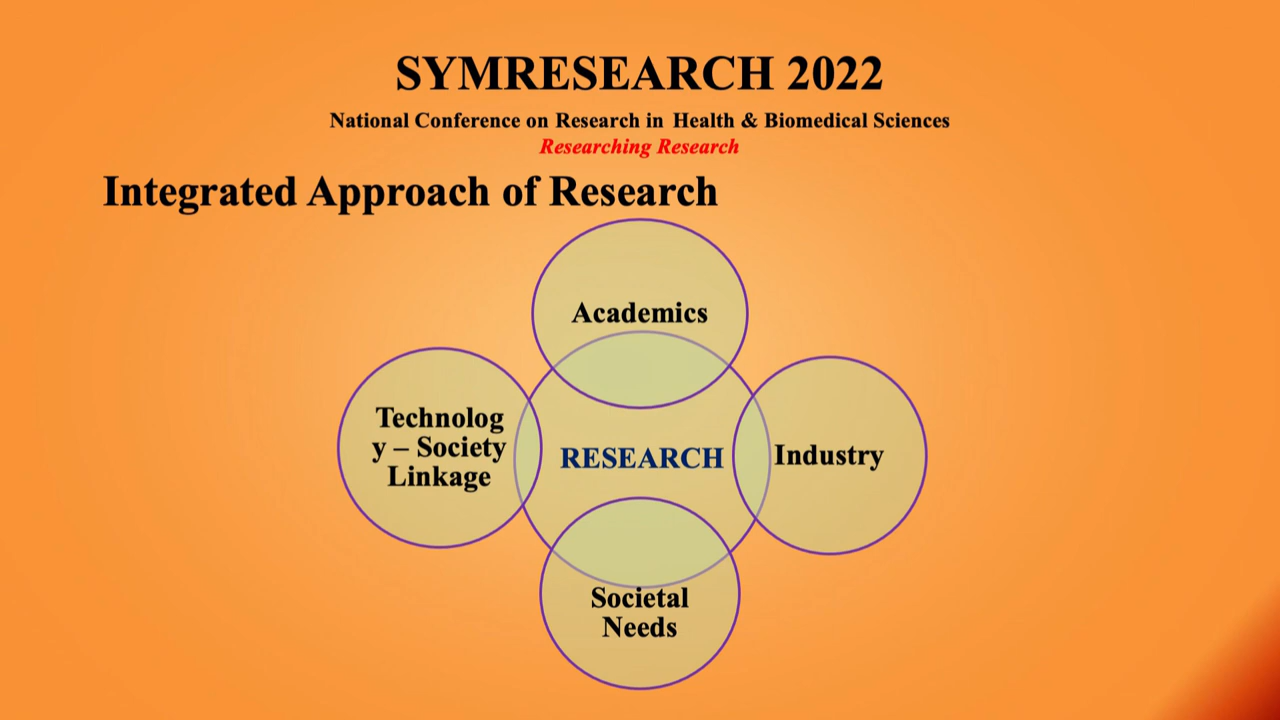 SYMRESEARCH 2022
National Conference on Research in Health & Biomedical Sciences
Researching Research
Integrated Approach of Research
Academics
Technolog
y – Society
Linkage
RESEARCH
Industry
Societal
Needs